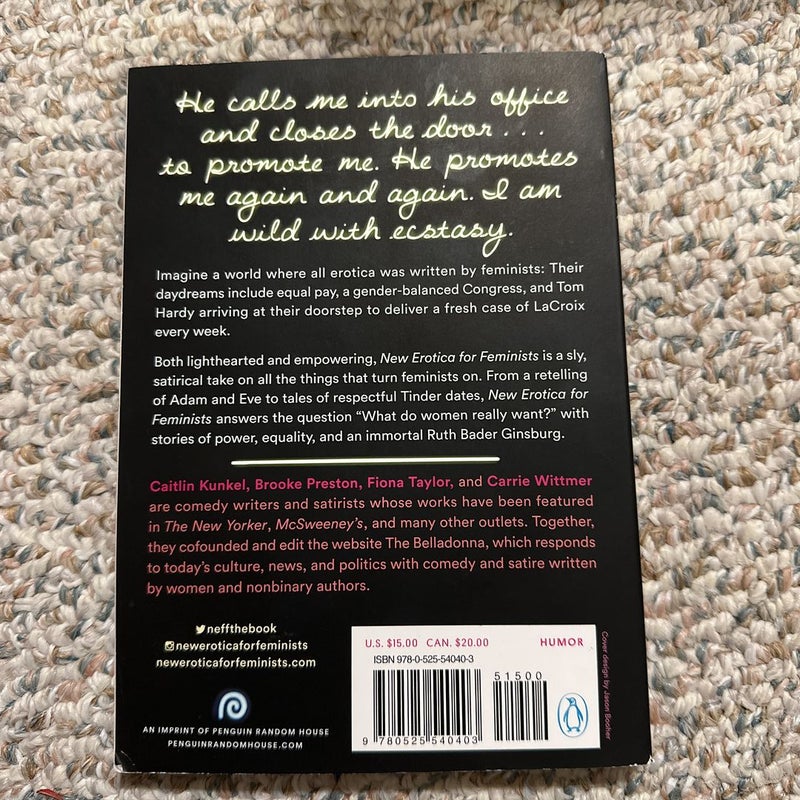 He calls me into his office
and closes the door . . .
to promote me. He promotes
me again and again. I am
wild with ecstasy.
Imagine a world where all erotica was written by feminists: Their
daydreams include equal pay, a gender-balanced Congress, and Tom
Hardy arriving at their doorstep to deliver a fresh case of LaCroix
every week.
Both lighthearted and empowering, New Erotica for Feminists is a sly,
satirical take on all the things that turn feminists on. From a retelling
of Adam and Eve to tales of respectful Tinder dates, New Erotica for
Feminists answers the question “What do women really want?” with
stories of power, equality, and an immortal Ruth Bader Ginsburg.
Caitlin Kunkel, Brooke Preston, Fiona Taylor, and Carrie Wittmer
are comedy writers and satirists whose works have been featured
in The New Yorker, McSweeney’s, and many other outlets. Together,
they cofounded and edit the website The Belladonna, which responds
to today’s culture, news, and politics with comedy and satire written
by women and nonbinary authors.
neffthebook
neweroticaforfeminists
neweroticaforfeminists.com
AN IMPRINT OF PENGUIN RANDOM HOUSE
PENGUINRANDOMHOUSE.COM
U.S. $15.00 CAN. $20.00 HUMOR
ISBN 978-0-525-54040-3
51500
9 780525 540403
Cover design by Jason Booher